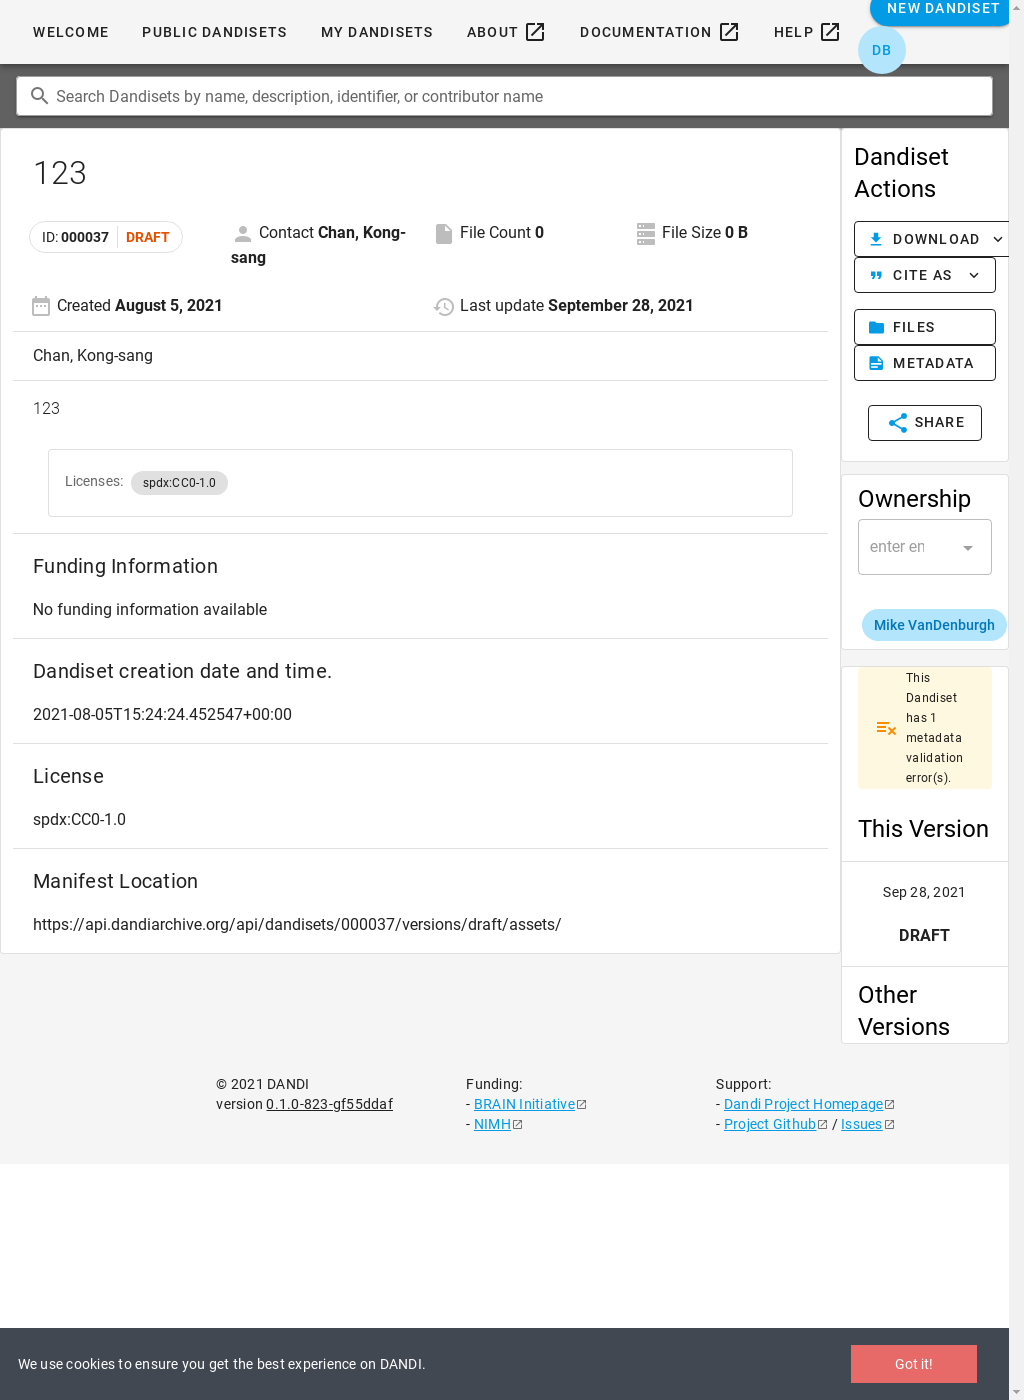 WELCOME PUBLIC DANDISETS MY DANDISETS ABOUT DOCUMENTATION HELP NEW DANDISET
DB
Search Dandisets by name, description, identifier, or contributor name
123
ID: 000037 DRAFT
Contact Chan, Kong-
sang
File Count 0
File Size 0 B
Created August 5, 2021
Last update September 28, 2021
Chan, Kong-sang
123
Licenses: spdx:CC0-1.0
Funding Information
No funding information available
Dandiset creation date and time.
2021-08-05T15:24:24.452547+00:00
License
spdx:CC0-1.0
Manifest Location
https://api.dandiarchive.org/api/dandisets/000037/versions/draft/assets/
Dandiset
Actions
DOWNLOAD
CITE AS
FILES
METADATA
SHARE
Ownership
enter en
Mike VanDenburgh
This
Dandiset
has 1
metadata
validation
error(s).
This Version
Sep 28, 2021
DRAFT
Other
Versions
© 2021 DANDI
version 0.1.0-823-gf55ddaf
Funding:
- BRAIN Initiative
- NIMH
Support:
- Dandi Project Homepage
- Project Github / Issues
We use cookies to ensure you get the best experience on DANDI.
Got it!